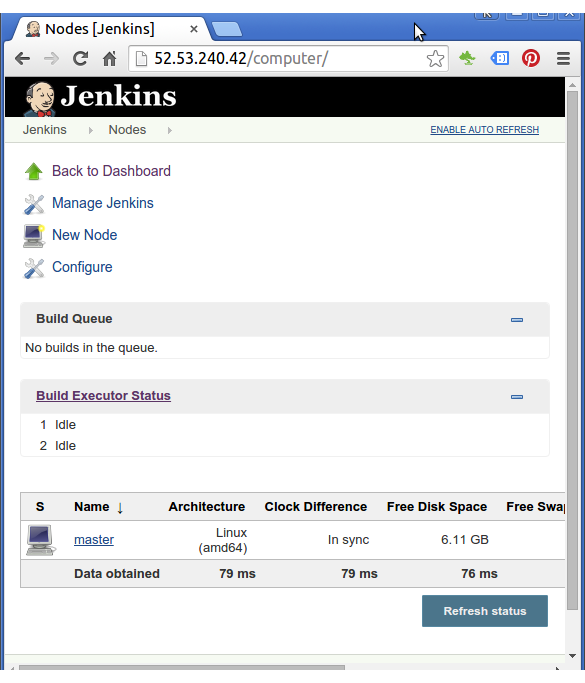 Nodes [Jenkins]
52.53.240.42/computer/
Jenkins
Jenkins Nodes
ENABLE AUTO REFRESH
Back to Dashboard
Manage Jenkins
New Node
Configure
Build Queue
No builds in the queue.
Build Executor Status
1 Idle
2 Idle
S Name ↓ Architecture Clock Difference Free Disk Space Free Swa
master Linux (amd64) In sync 6.11 GB
Data obtained 79 ms 79 ms 76 ms
Refresh status